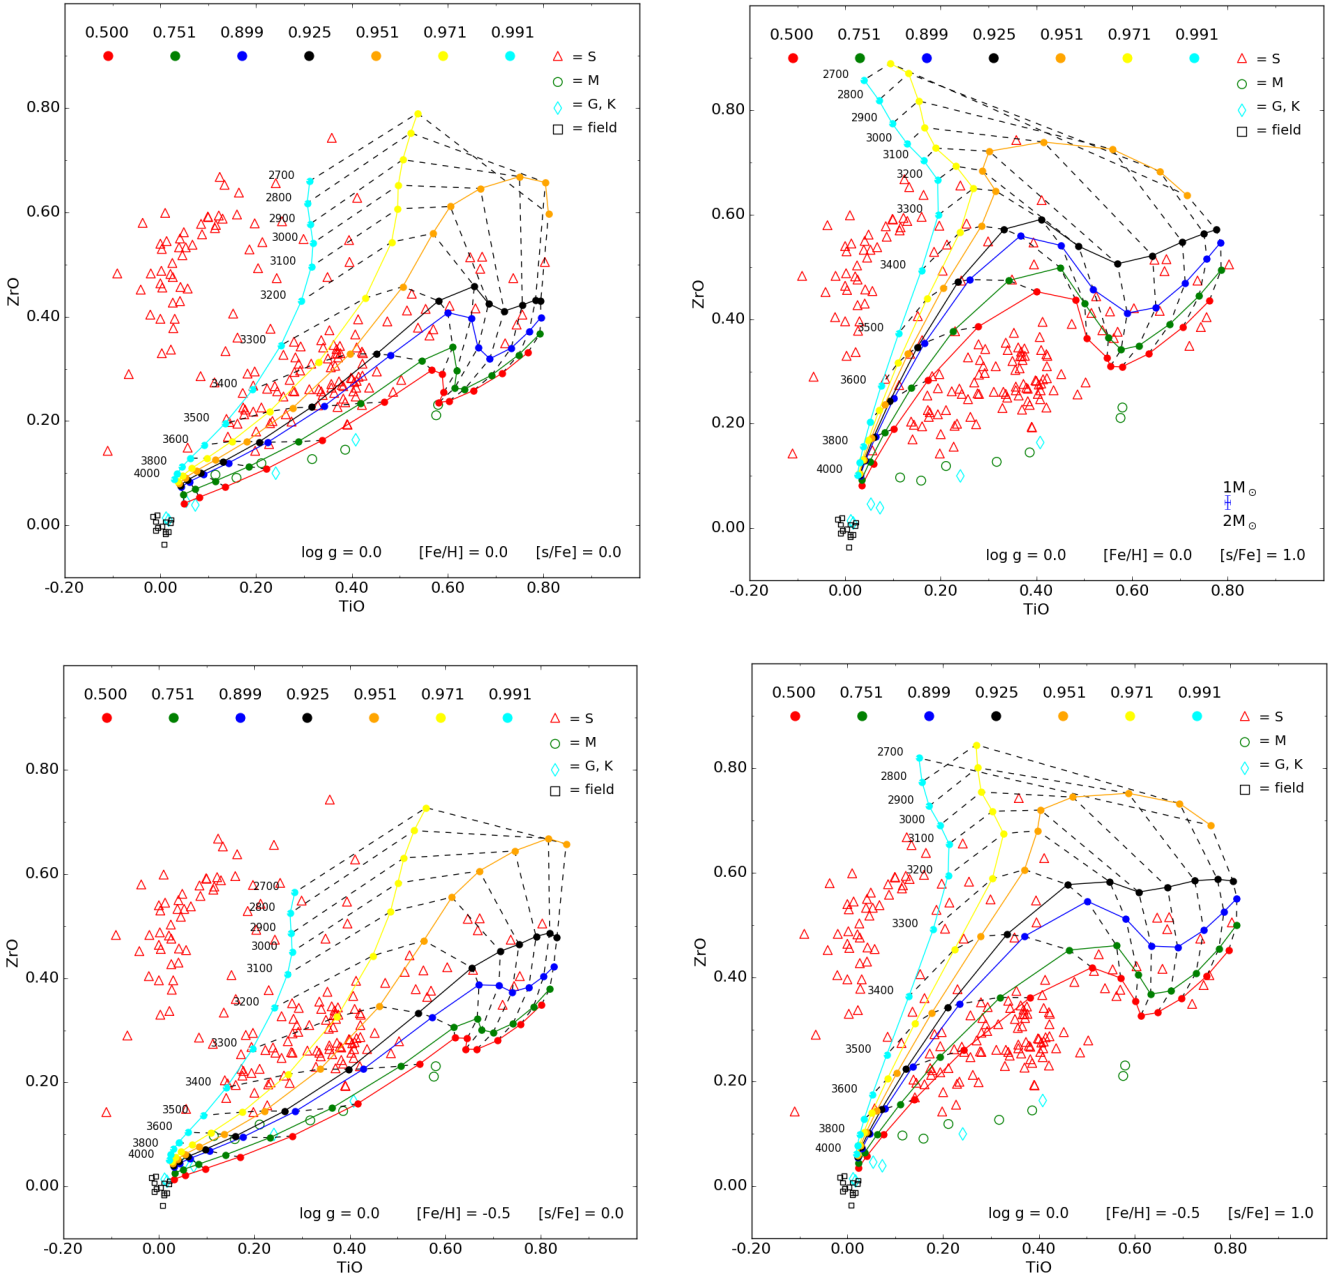 0.500 0.751 0.899 0.925 0.951 0.971 0.991
= S
= M
= G, K
= field
0.80
0.60
0.40
0.20
0.00
ZrO
2700
2800
2900
3000
3100
3200
3300
3400
3500
3600
3800
4000
log g = 0.0 [Fe/H] = 0.0 [s/Fe] = 0.0
-0.20 0.00 0.20 0.40 0.60 0.80
TiO
0.500 0.751 0.899 0.925 0.951 0.971 0.991
= S
= M
= G, K
= field
0.80
0.60
0.40
0.20
0.00
ZrO
2700
2800
2900
3000
3100
3200
3300
3400
3500
3600
3800
4000
1M⊙
2M⊙
log g = 0.0 [Fe/H] = 0.0 [s/Fe] = 1.0
-0.20 0.00 0.20 0.40 0.60 0.80
TiO
0.500 0.751 0.899 0.925 0.951 0.971 0.991
= S
= M
= G, K
= field
0.80
0.60
0.40
0.20
0.00
ZrO
2700
2800
2900
3000
3100
3200
3300
3400
3500
3600
3800
4000
log g = 0.0 [Fe/H] = -0.5 [s/Fe] = 0.0
-0.20 0.00 0.20 0.40 0.60 0.80
TiO
0.500 0.751 0.899 0.925 0.951 0.971 0.991
= S
= M
= G, K
= field
0.80
0.60
0.40
0.20
0.00
ZrO
2700
2800
2900
3000
3100
3200
3300
3400
3500
3600
3800
4000
log g = 0.0 [Fe/H] = -0.5 [s/Fe] = 1.0
-0.20 0.00 0.20 0.40 0.60 0.80
TiO